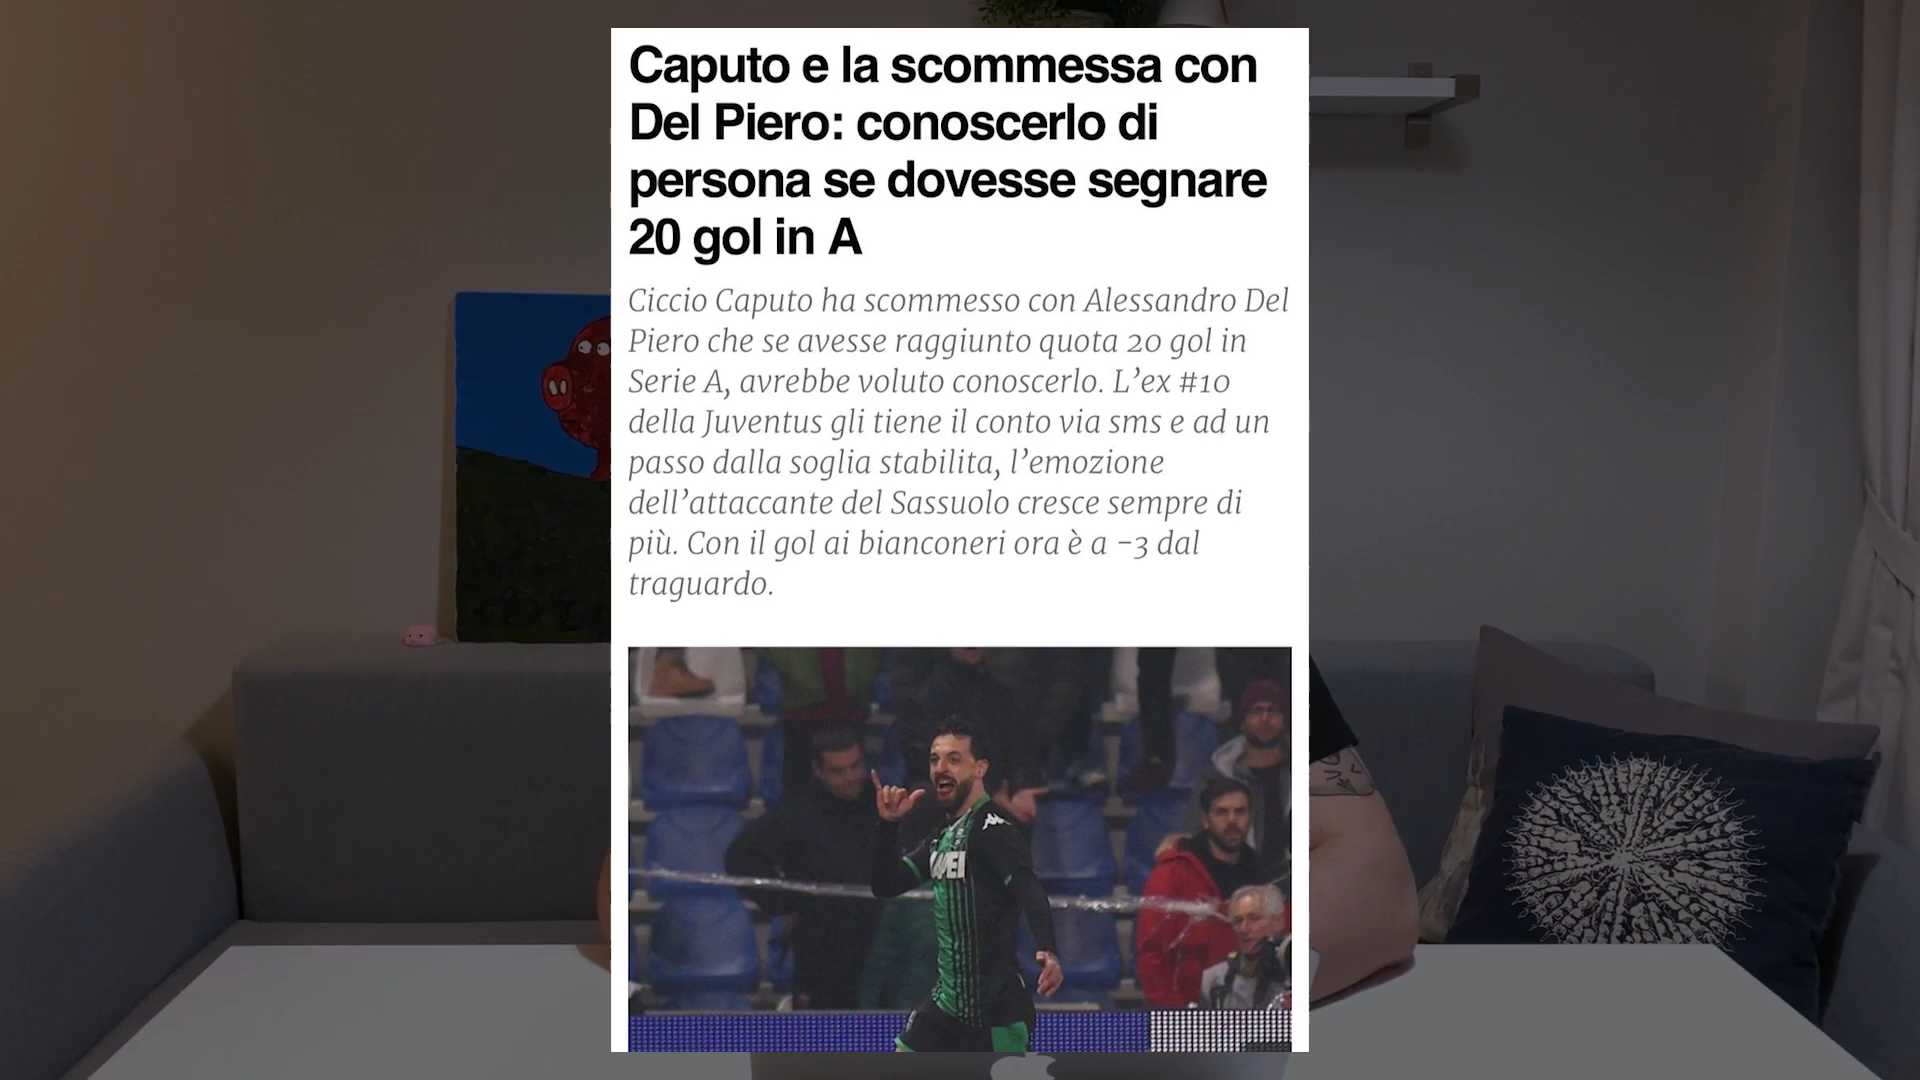 Caputo e la scommessa con
Del Piero: conoscerlo di
persona se dovesse segnare
20 gol in A
Ciccio Caputo ha scommesso con Alessandro Del
Piero che se avesse raggiunto quota 20 gol in
Serie A, avrebbe voluto conoscerlo. L’ex #10
della Juventus gli tiene il conto via sms e ad un
passo dalla soglia stabilita, l’emozione
dell’attaccante del Sassuolo cresce sempre di
più. Con il gol ai bianconeri ora è a -3 dal
traguardo.